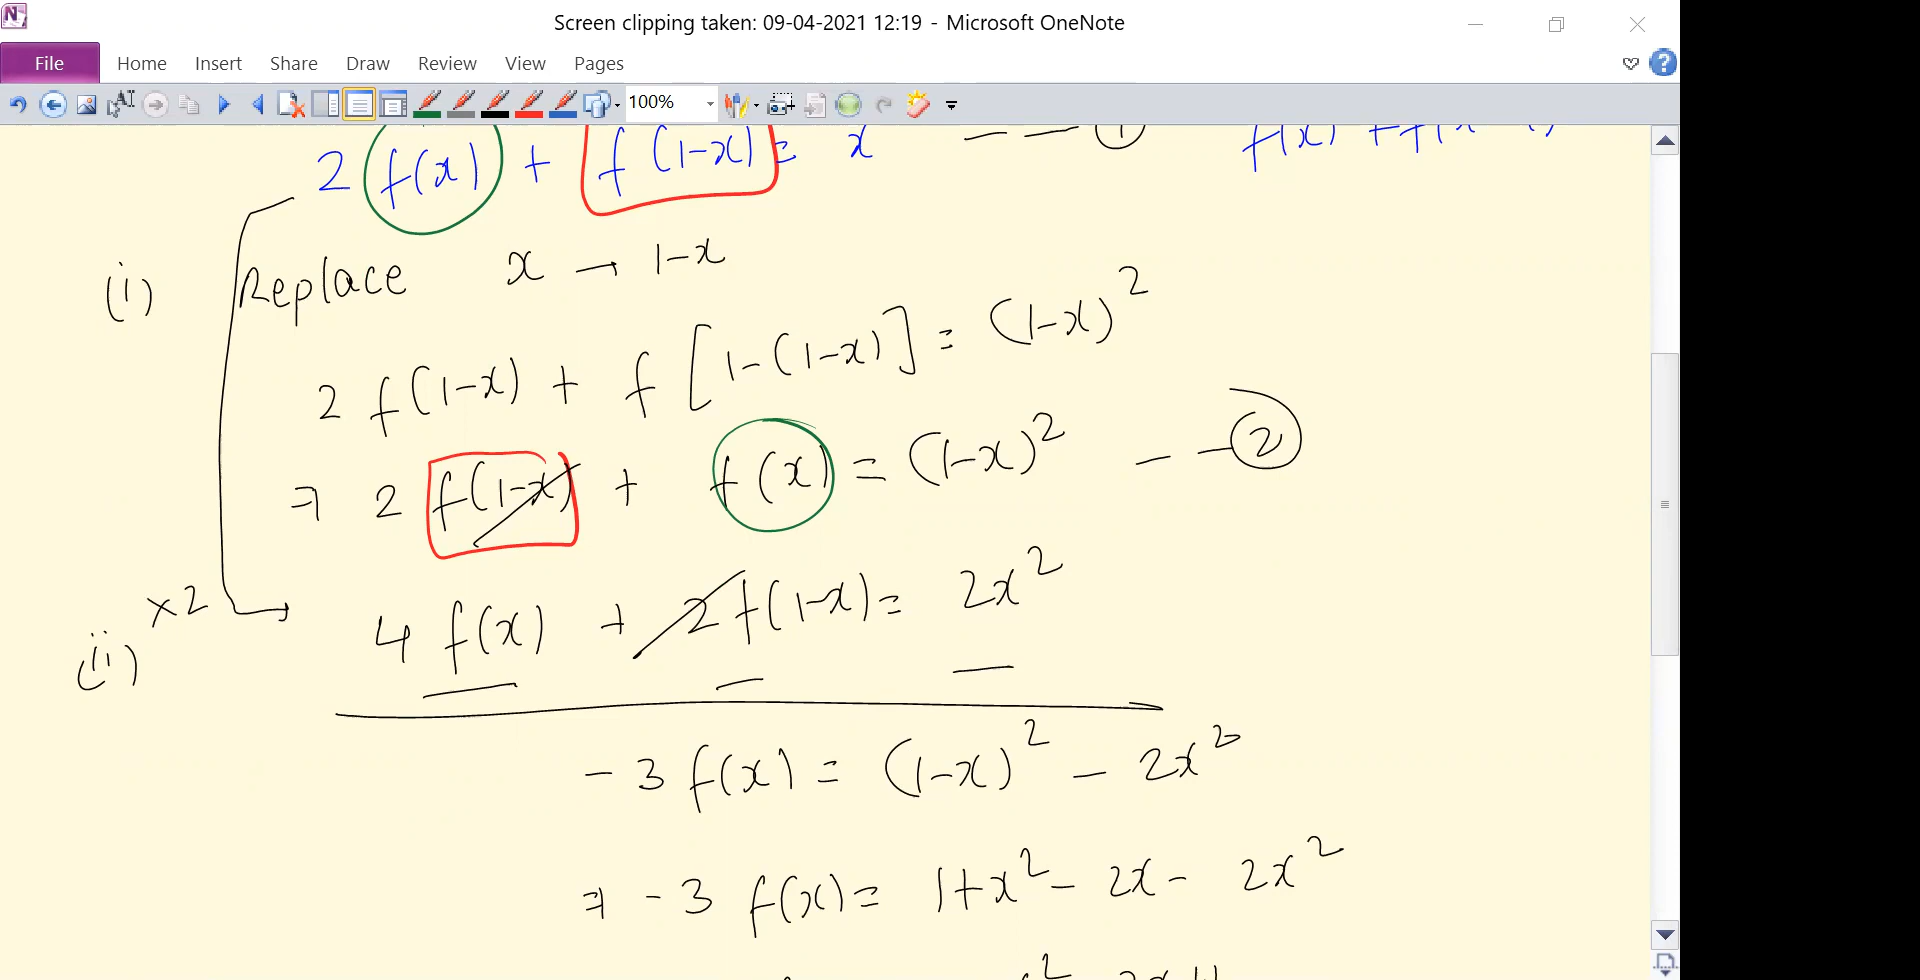 Screen clipping taken: 09-04-2021 12:19 - Microsoft OneNote
File Home Insert Share Draw Review View Pages
100%
2 f(x) + f(1-x) = x -- ①
(i) Replace x → 1-x
2 f(1-x) + f[1-(1-x)] = (1-x)²
⇒ 2 f(1-x) + f(x) = (1-x)² -- ②
×2
(ii) 4 f(x) + 2f(1-x) = 2x²
-3 f(x) = (1-x)² - 2x²
⇒ -3 f(x) = 1+x² - 2x - 2x²